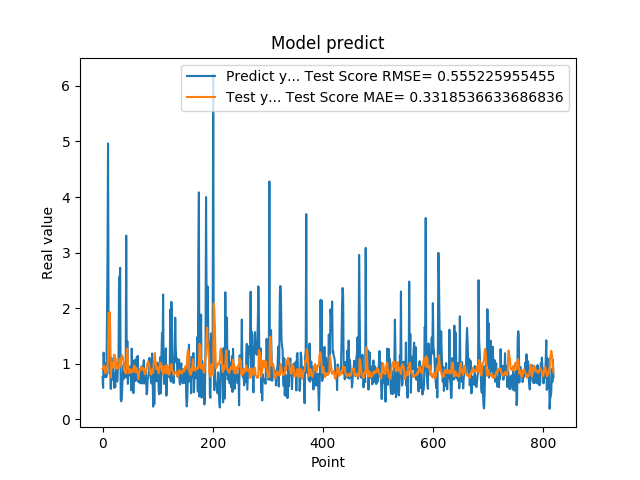 Model predict
Predict y... Test Score RMSE= 0.555225955455
Test y... Test Score MAE= 0.3318536633686836
Real value
6
5
4
3
2
1
0
0 200 400 600 800
Point